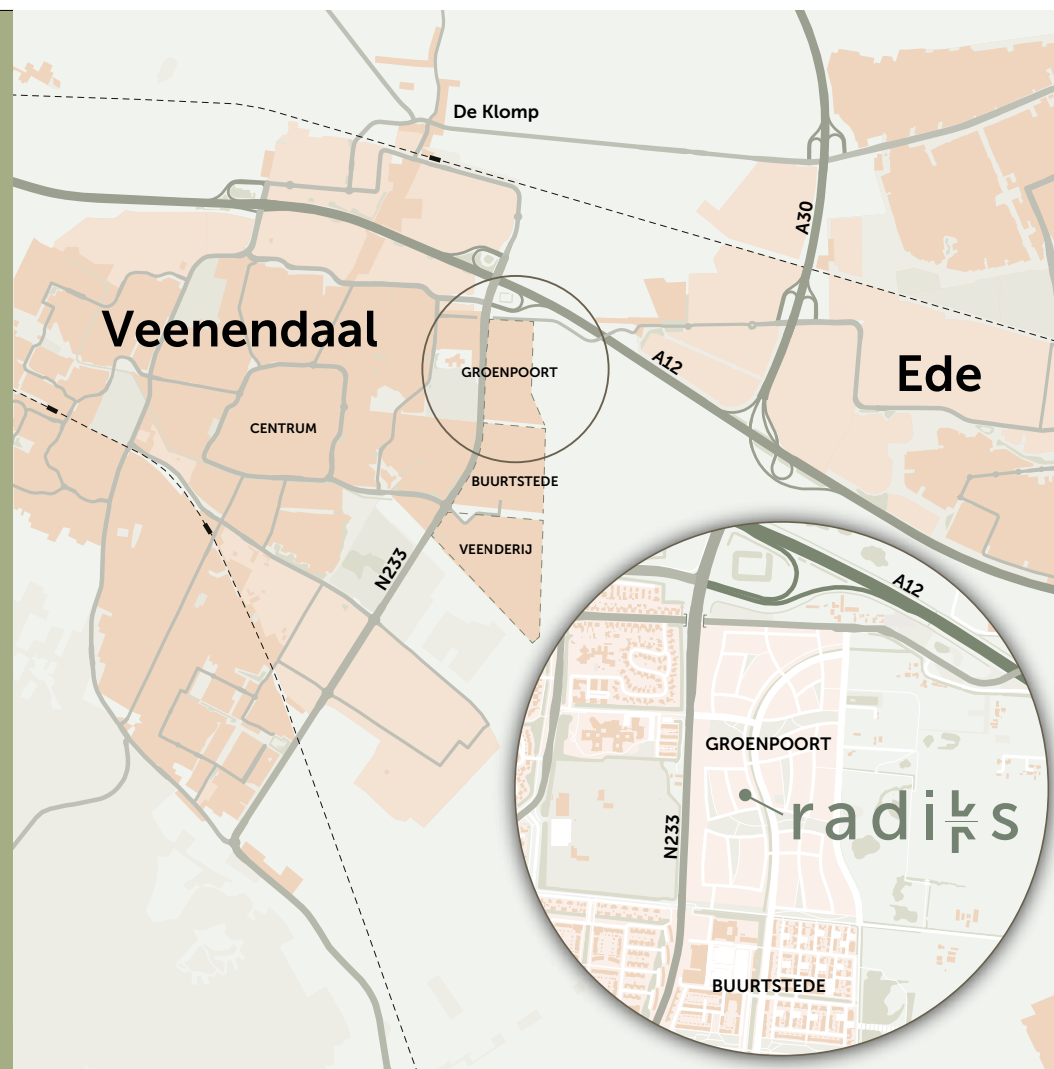 De Klomp
A30
Veenendaal
A12
Ede
GROENPOORT
CENTRUM
BUURTSTEDE
VEENDERIJ
N233
A12
GROENPOORT
radiks
N233
BUURTSTEDE